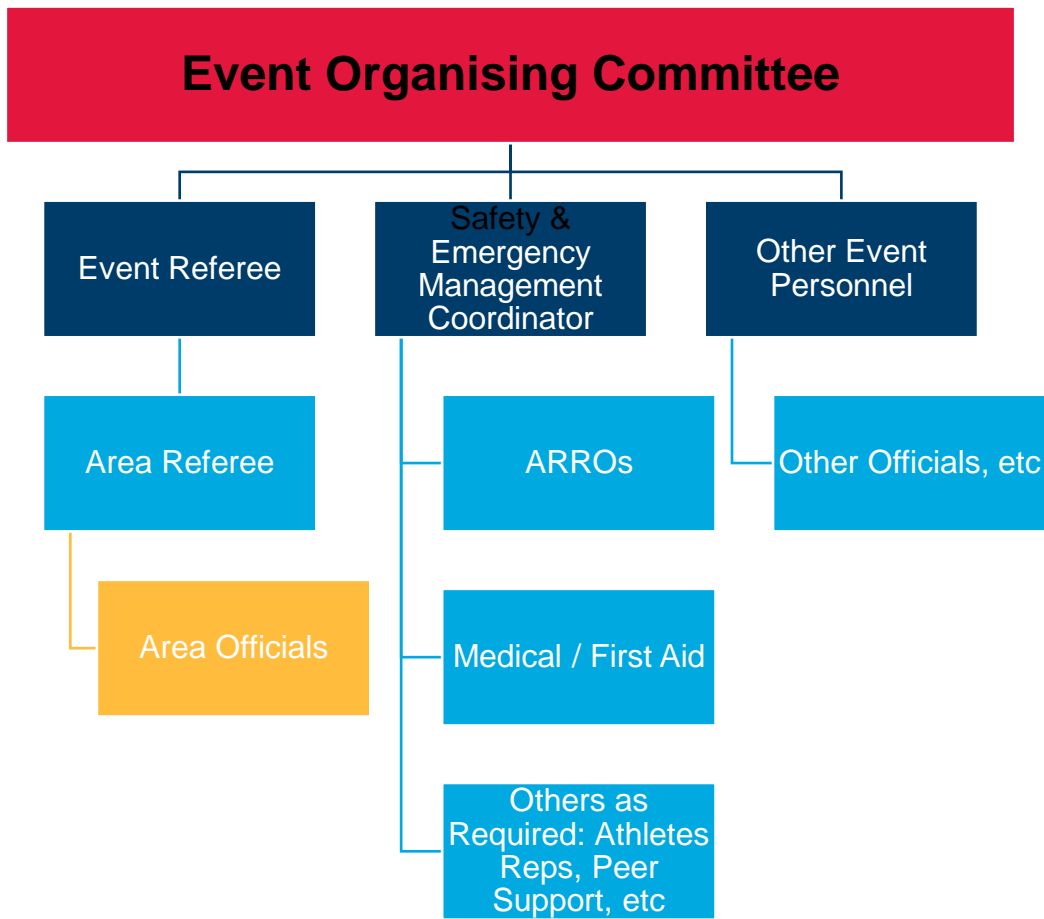 Event Organising Committee
Event Referee
Safety &
Emergency
Management
Coordinator
Other Event
Personnel
Area Referee
ARROs
Other Officials, etc
Area Officials
Medical / First Aid
Others as
Required: Athletes
Reps, Peer
Support, etc